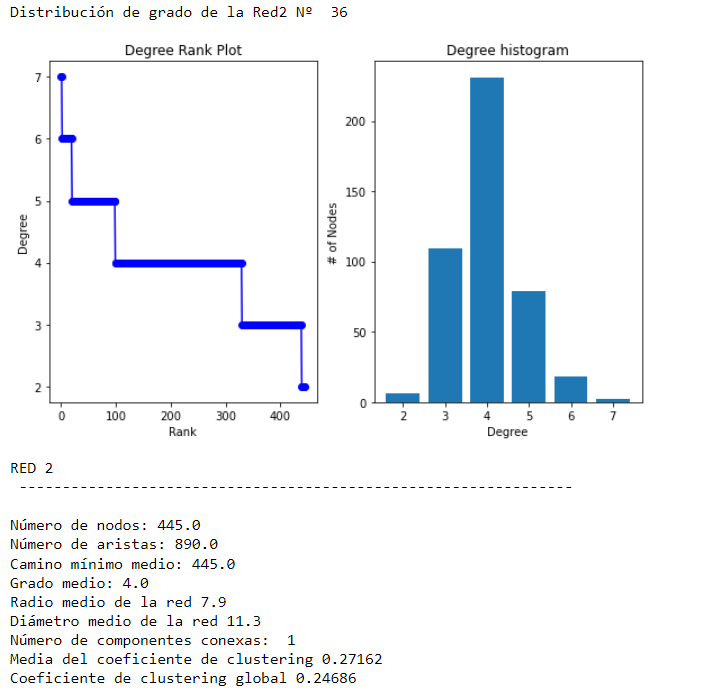 Distribución de grado de la Red2 Nº  36
Degree Rank Plot
Degree
7
6
5
4
3
2
0 100 200 300 400
Rank
Degree histogram
# of Nodes
200
150
100
50
0
2 3 4 5 6 7
Degree
RED 2
----------------------------------------------------------------
Número de nodos: 445.0
Número de aristas: 890.0
Camino mínimo medio: 445.0
Grado medio: 4.0
Radio medio de la red 7.9
Diámetro medio de la red 11.3
Número de componentes conexas:  1
Media del coeficiente de clustering 0.27162
Coeficiente de clustering global 0.24686